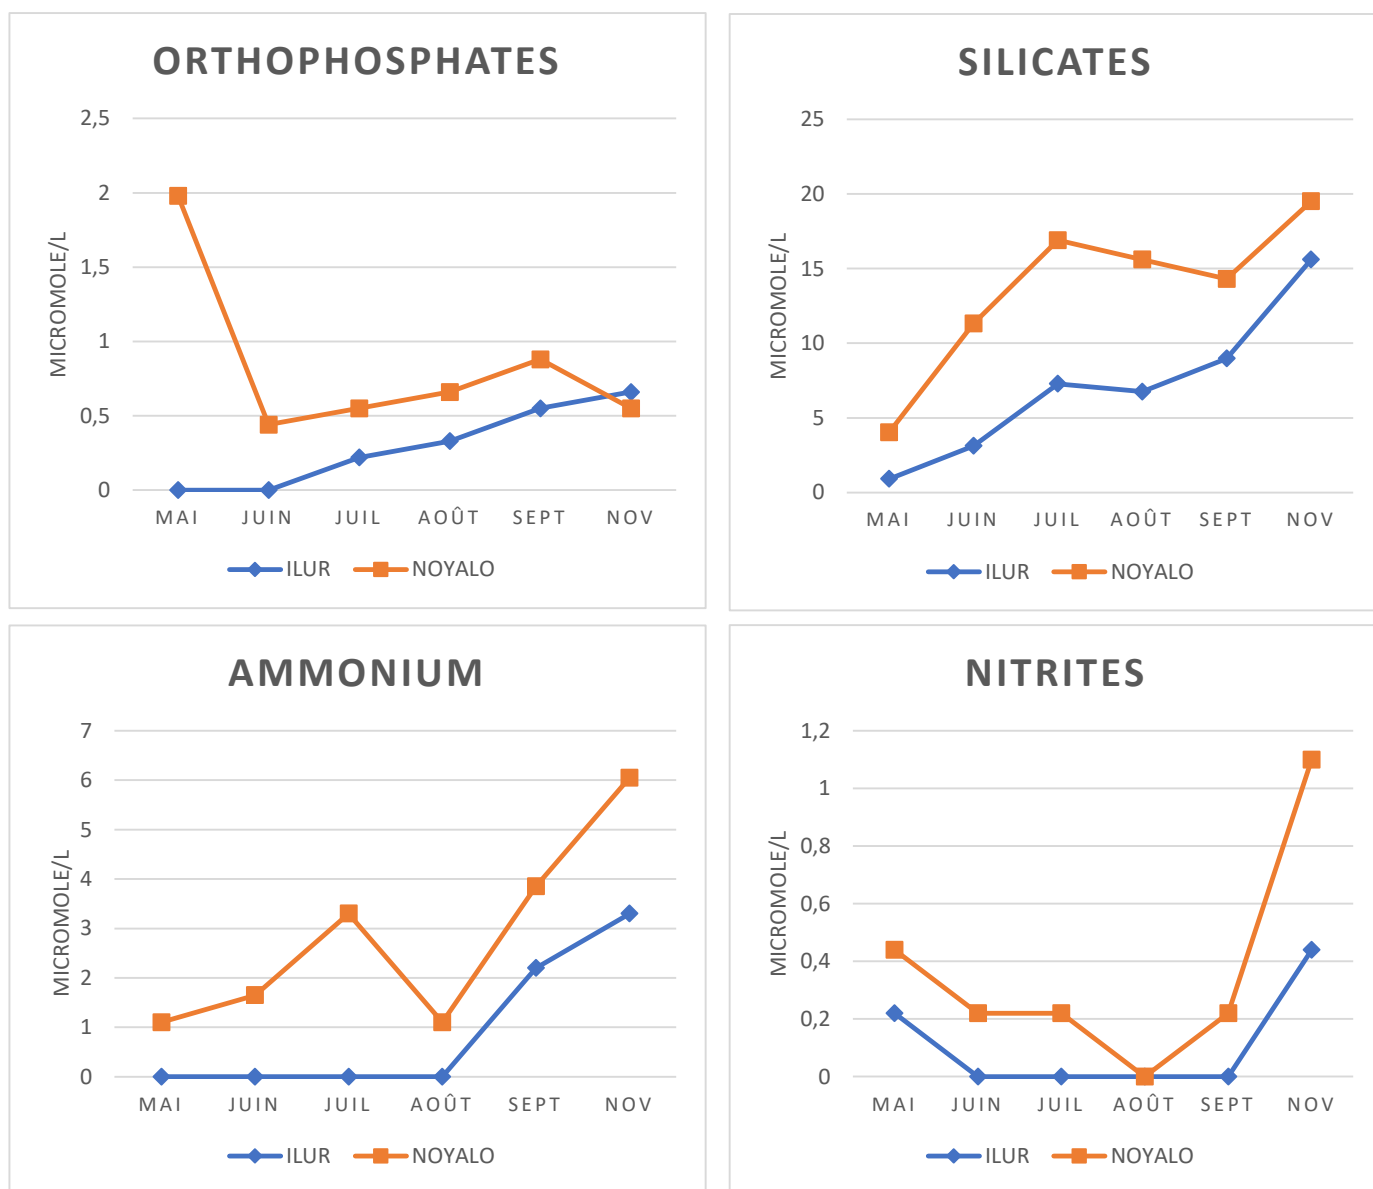 ORTHOPHOSPHATES
2,5
2
1,5
1
0,5
0
MICROMOLE/L
MAI JUIN JUIL AOÛT SEPT NOV
ILUR NOYALO
SILICATES
25
20
15
10
5
0
MICROMOLE/L
MAI JUIN JUIL AOÛT SEPT NOV
ILUR NOYALO
AMMONIUM
7
6
5
4
3
2
1
0
MICROMOLE/L
MAI JUIN JUIL AOÛT SEPT NOV
ILUR NOYALO
NITRITES
1,2
1
0,8
0,6
0,4
0,2
0
MICROMOLE/L
MAI JUIN JUIL AOÛT SEPT NOV
ILUR NOYALO